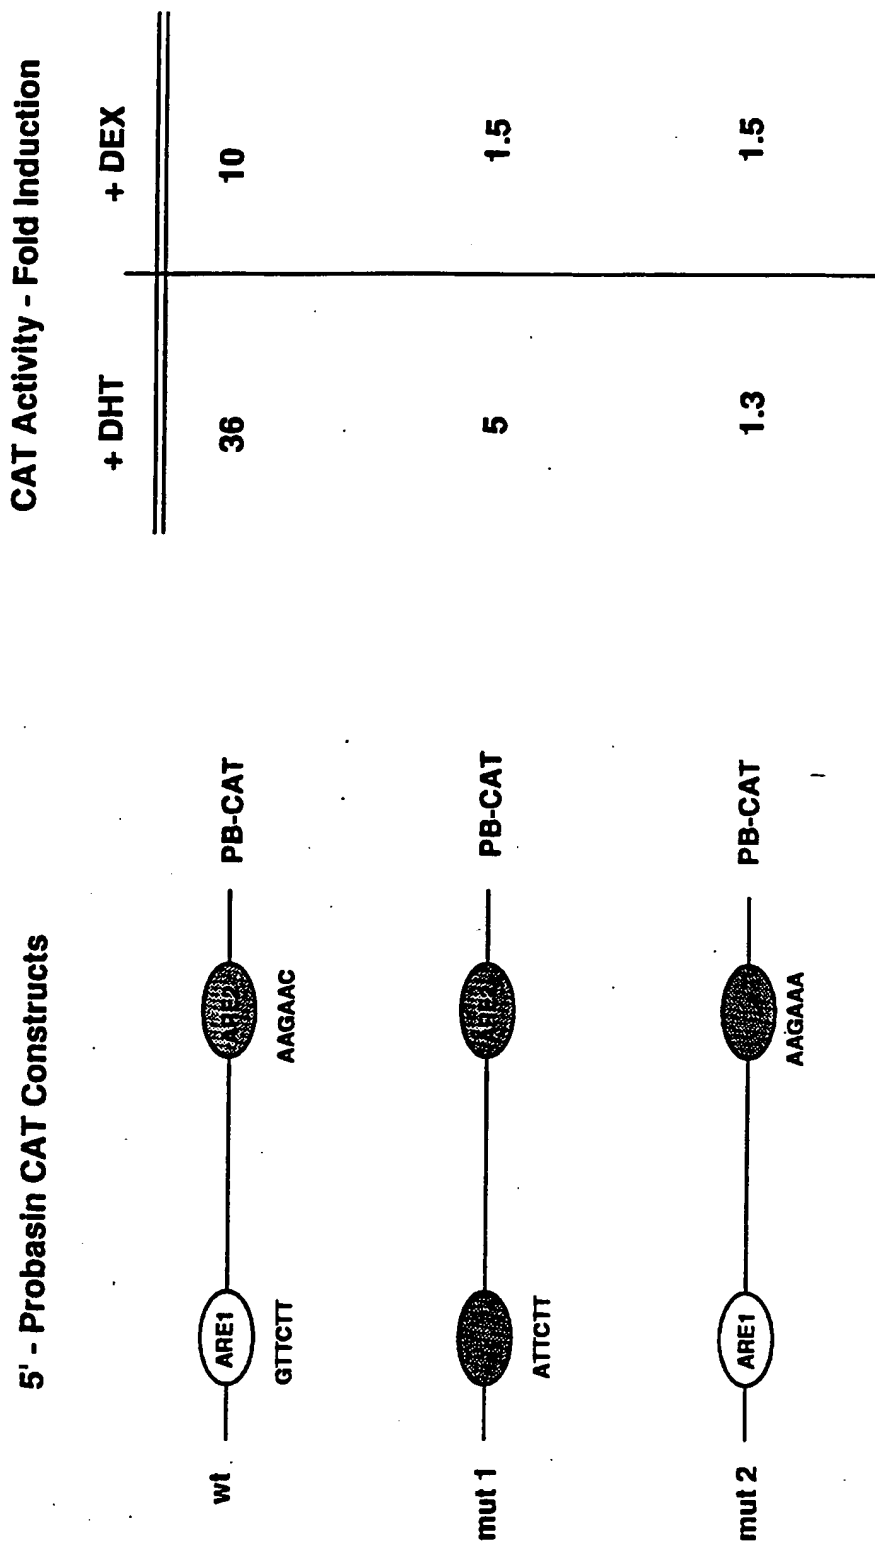 5' - Probasin CAT Constructs
CAT Activity - Fold Induction
+ DHT
+ DEX
wt
ARE1
ARE2
PB-CAT
36
10
GTTCTT
AAGAAC
mut 1
ARE2
PB-CAT
5
1.5
ATTCTT
mut 2
ARE1
PB-CAT
1.3
1.5
AAGAAA